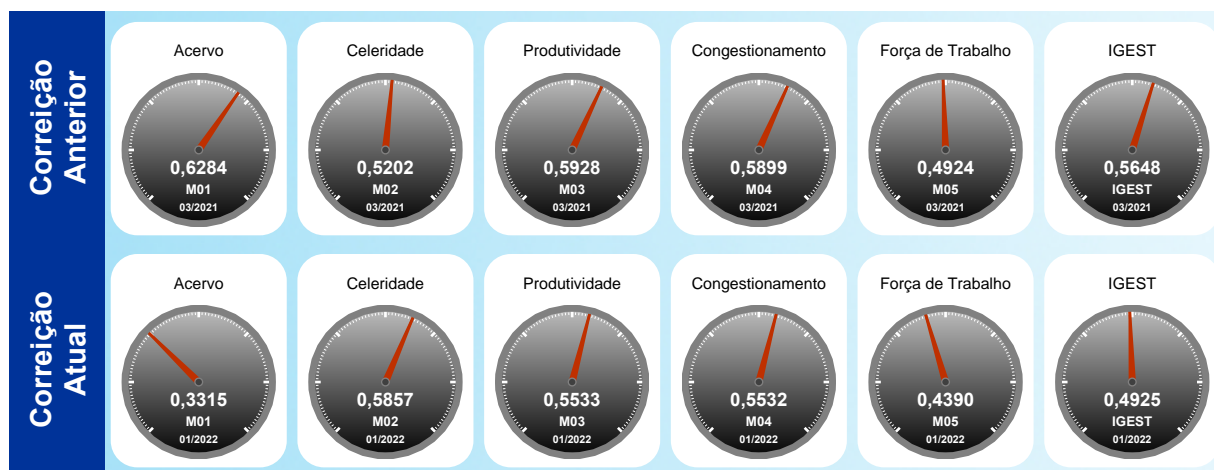 Correição
Anterior
Acervo
0,6284
M01
03/2021
Celeridade
0,5202
M02
03/2021
Produtividade
0,5928
M03
03/2021
Congestionamento
0,5899
M04
03/2021
Força de Trabalho
0,4924
M05
03/2021
IGEST
0,5648
IGEST
03/2021
Correição
Atual
Acervo
0,3315
M01
01/2022
Celeridade
0,5857
M02
01/2022
Produtividade
0,5533
M03
01/2022
Congestionamento
0,5532
M04
01/2022
Força de Trabalho
0,4390
M05
01/2022
IGEST
0,4925
IGEST
01/2022